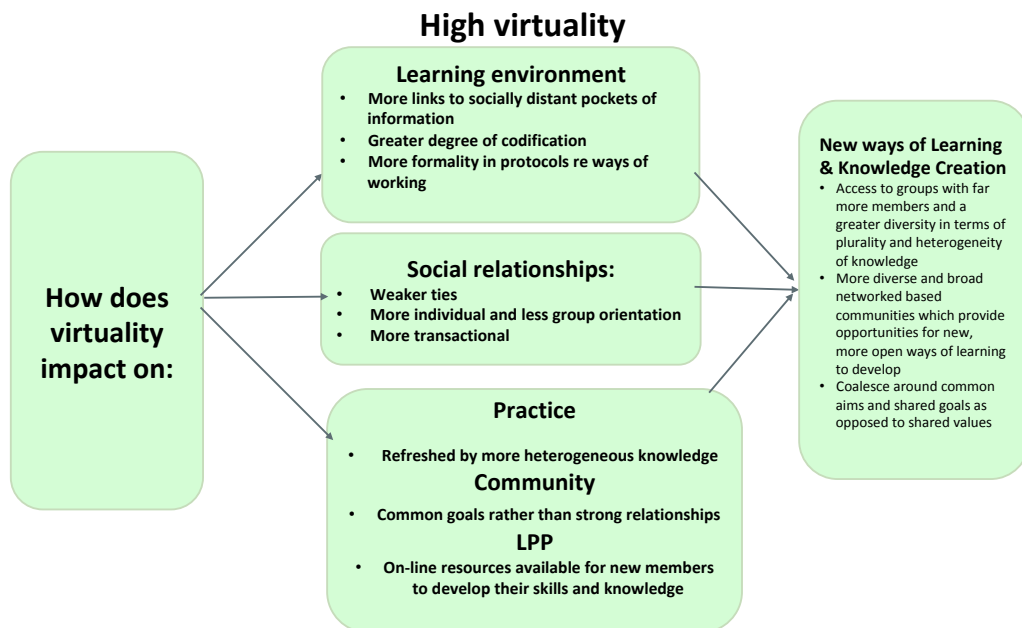 High virtuality
How does
virtuality
impact on:
Learning environment
• More links to socially distant pockets of
information
• Greater degree of codification
• More formality in protocols re ways of
working
Social relationships:
• Weaker ties
• More individual and less group orientation
• More transactional
Practice
• Refreshed by more heterogeneous knowledge
Community
• Common goals rather than strong relationships
LPP
• On-line resources available for new members
to develop their skills and knowledge
New ways of Learning
& Knowledge Creation
• Access to groups with far
more members and a
greater diversity in terms of
plurality and heterogeneity
of knowledge
• More diverse and broad
networked based
communities which provide
opportunities for new,
more open ways of learning
to develop
• Coalesce around common
aims and shared goals as
opposed to shared values